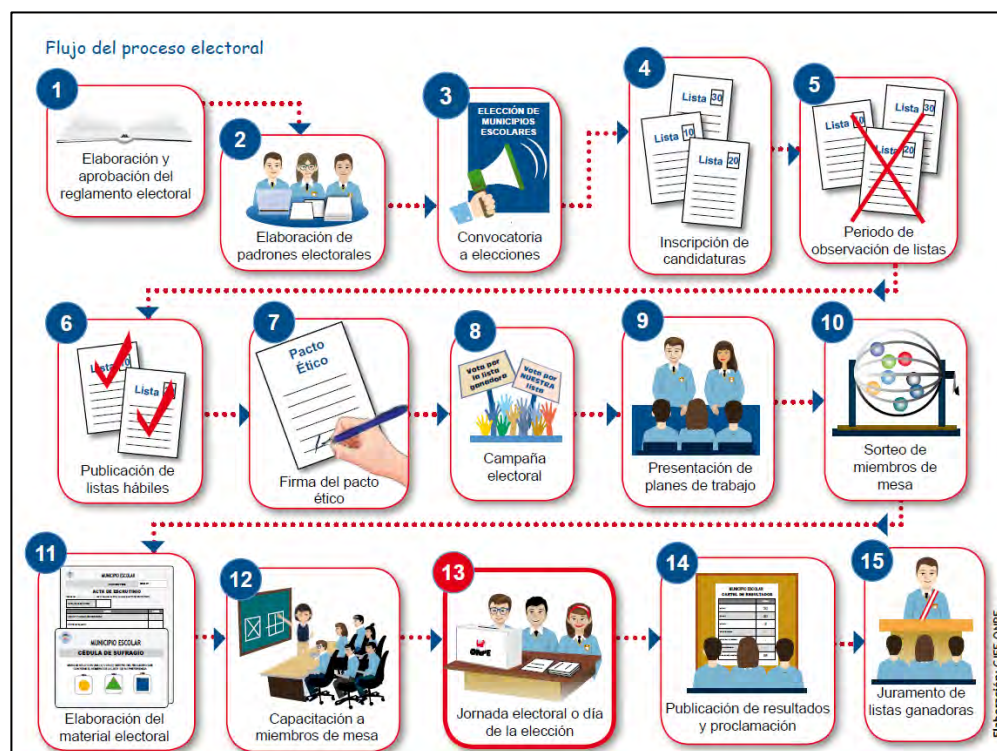 Flujo del proceso electoral
1
Elaboración y
aprobación del
reglamento electoral
2
Elaboración de
padrones electorales
3
ELECCIÓN DE
MUNICIPIOS
ESCOLARES
Convocatoria
a elecciones
4
Lista 30
Lista 10
Lista 20
Inscripción de
candidaturas
5
Lista 30
Lista 10
Lista 20
Periodo de
observación de listas
6
Lista
Lista
Publicación de
listas hábiles
7
Pacto
Ético
Firma del pacto
ético
8
Vota por
la lista
ganadora
Vota por
NUESTRA
lista
Campaña
electoral
9
Presentación de
planes de trabajo
10
Sorteo de
miembros de
mesa
11
MUNICIPIO ESCOLAR
ACTA DE ESCRUTINIO
MUNICIPIO ESCOLAR
CÉDULA DE SUFRAGIO
Elaboración del
material electoral
12
Capacitación a
miembros de mesa
13
ONPE
Jornada electoral o día
de la elección
14
MUNICIPIO ESCOLAR
CARTEL DE RESULTADOS
Publicación de resultados
y proclamación
15
Juramento de
listas ganadoras